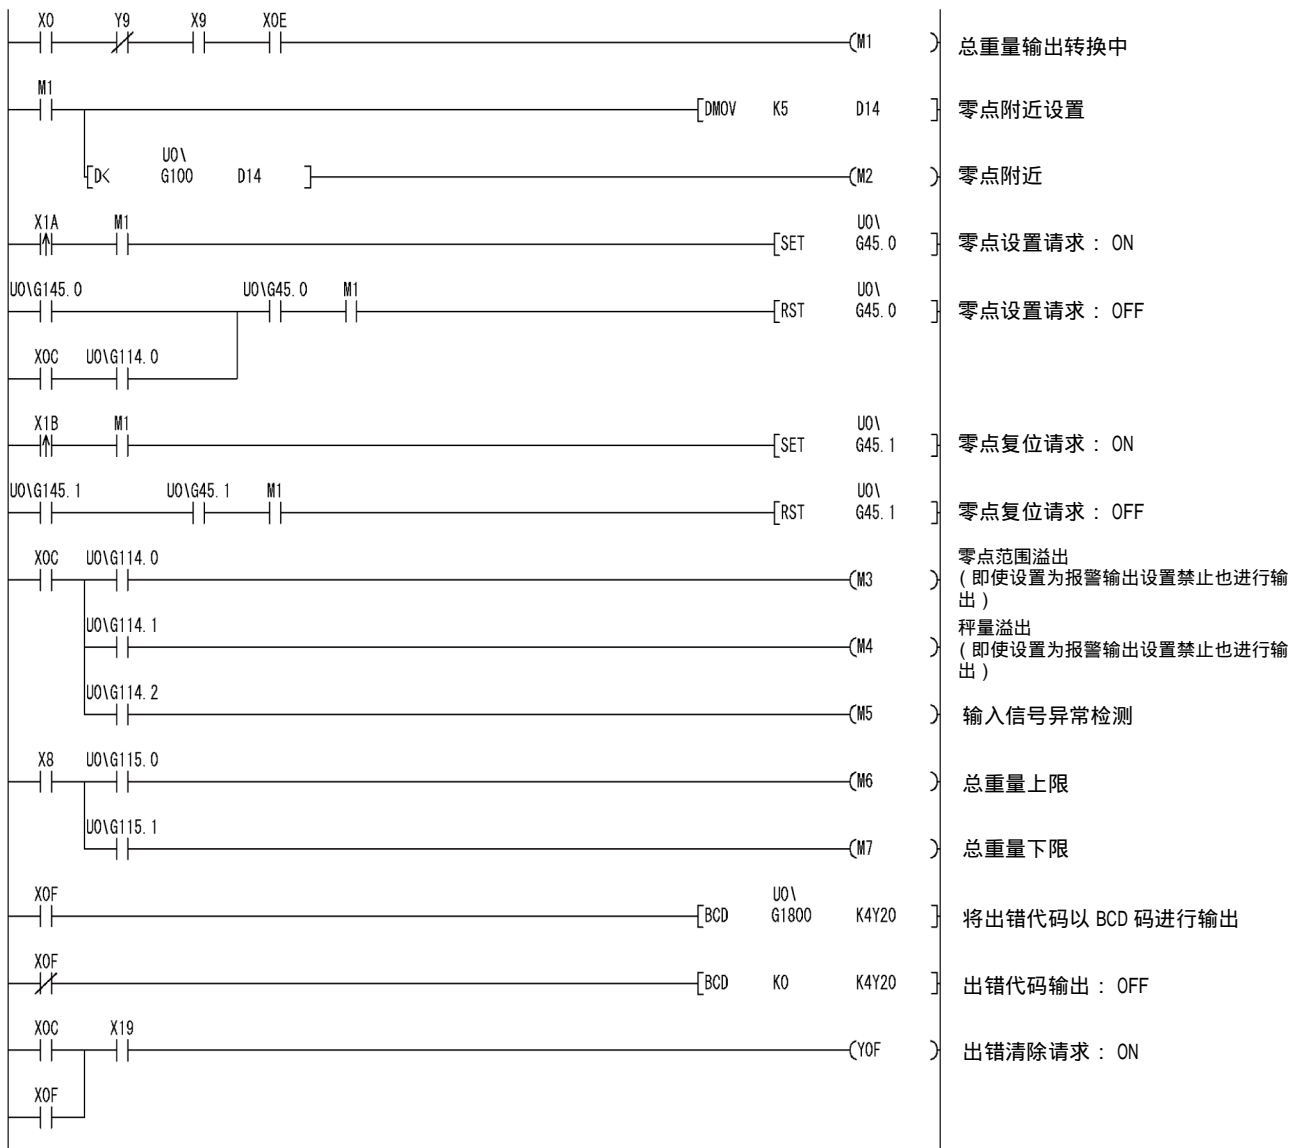 X0 Y9 X9 X0E
(M1 ) 总重量输出转换中
M1
[DMOV K5 D14 ] 零点附近设置
U0\
[D< G100 D14 ] (M2 ) 零点附近
X1A M1 U0\
[SET G45.0 ] 零点设置请求： ON
U0\G145.0 U0\G45.0 M1 U0\
[RST G45.0 ] 零点设置请求： OFF
X0C U0\G114.0
X1B M1 U0\
[SET G45.1 ] 零点复位请求： ON
U0\G145.1 U0\G45.1 M1 U0\
[RST G45.1 ] 零点复位请求： OFF
X0C U0\G114.0
(M3 ) 零点范围溢出
(即使设置为报警输出设置禁止也进行输
出)
U0\G114.1
(M4 ) 秤量溢出
(即使设置为报警输出设置禁止也进行输
出)
U0\G114.2
(M5 ) 输入信号异常检测
X8 U0\G115.0
(M6 ) 总重量上限
U0\G115.1
(M7 ) 总重量下限
X0F U0\
[BCD G1800 K4Y20 ] 将出错代码以 BCD 码进行输出
X0F
[BCD K0 K4Y20 ] 出错代码输出： OFF
X0C X19
(Y0F ) 出错清除请求： ON
X0F